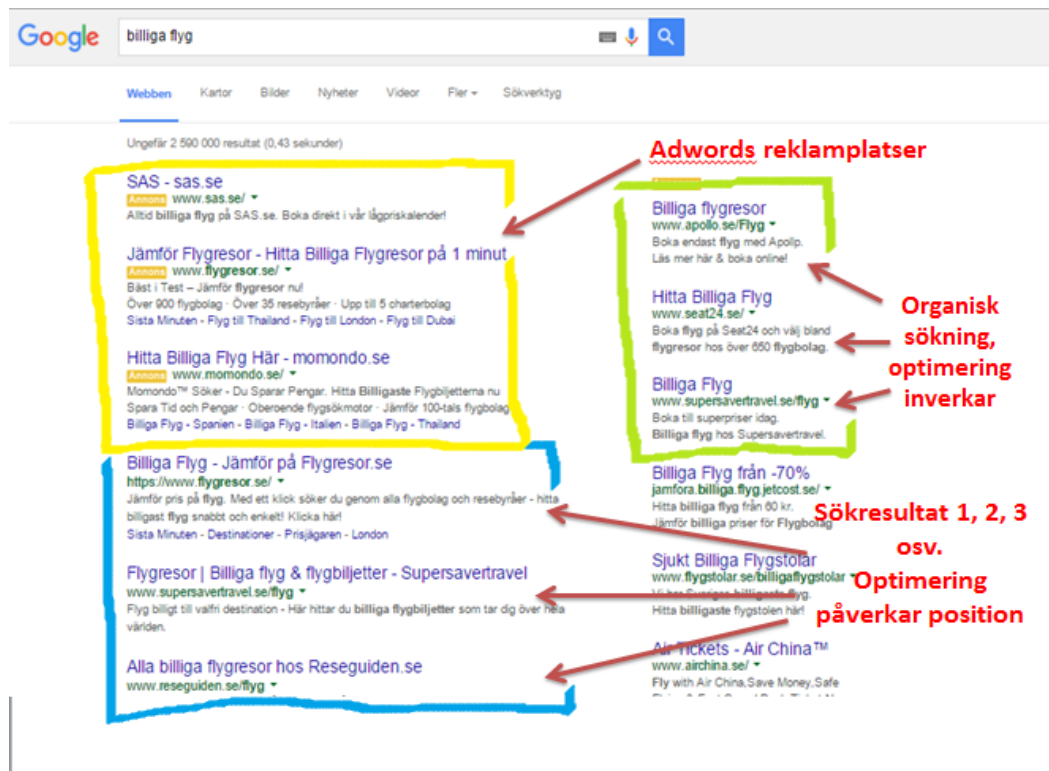 Google
billiga flyg
Webben Kartor Bilder Nyheter Videor Fler Sökverktyg
Ungefär 2 590 000 resultat (0,43 sekunder)
Adwords reklamplatser
SAS - sas.se
Annons www.sas.se/
Alltid billiga flyg på SAS.se. Boka direkt i vår lågpriskalender!
Jämför Flygresor - Hitta Billiga Flygresor på 1 minut
Annons www.flygresor.se/
Bäst i Test – Jämför flygresor nu!
Över 900 flygbolag · Över 35 resebyråer · Upp till 5 charterbolag
Sista Minuten - Flyg till Thailand - Flyg till London - Flyg till Dubai
Hitta Billiga Flyg Här - momondo.se
Annons www.momondo.se/
Momondo™ Söker - Du Sparar Pengar. Hitta Billigaste Flygbiljetterna nu
Spara Tid och Pengar · Oberoende flygsökmotor · Jämför 100-tals flygbolag
Billiga Flyg - Spanien - Billiga Flyg - Italien - Billiga Flyg - Thailand
Billiga Flyg - Jämför på Flygresor.se
https://www.flygresor.se/
Jämför pris på flyg. Med ett klick söker du genom alla flygbolag och resebyråer - hitta
billigast flyg snabbt och enkelt! Klicka här!
Sista Minuten - Destinationer - Prisjägaren - London
Flygresor | Billiga flyg & flygbiljetter - Supersavertravel
www.supersavertravel.se/flyg
Flyg billigt till valfri destination - Här hittar du billiga flygbiljetter som tar dig över hela
världen.
Alla billiga flygresor hos Reseguiden.se
www.reseguiden.se/flyg
Billiga flygresor
www.apollo.se/Flyg
Boka endast flyg med Apollo.
Läs mer här & boka online!
Hitta Billiga Flyg
www.seat24.se/
Boka flyg på Seat24 och välj bland
flygresor hos över 650 flygbolag.
Billiga Flyg
www.supersavertravel.se/flyg
Boka till superpriser idag.
Billiga flyg hos Supersavertravel.
Organisk
sökning,
optimering
inverkar
Billiga Flyg från -70%
jamfora.billiga.flyg.jetcost.se/
Hitta billiga flyg från 60 kr.
Jämför billiga priser för Flygbolag
Sökresultat 1, 2, 3
osv.
Optimering
påverkar position
Sjukt Billiga Flygstolar
www.flygstolar.se/billigaflygstolar
Vi har Sveriges billigaste flyg.
Hitta billigaste flygstolen här!
Air Tickets - Air China™
www.airchina.se/
Fly with Air China,Save Money,Safe